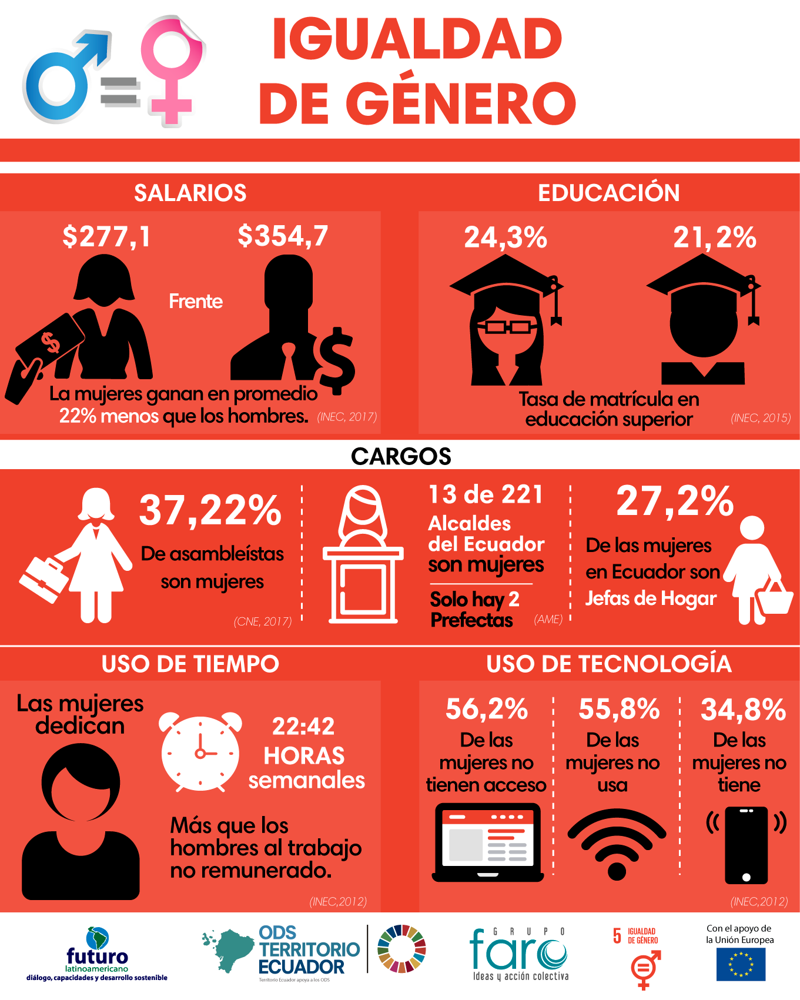 IGUALDAD
DE GÉNERO
SALARIOS
$277,1
$354,7
Frente
$
$
La mujeres ganan en promedio
22% menos que los hombres. (INEC, 2017)
EDUCACIÓN
24,3%
21,2%
Tasa de matrícula en
educación superior
(INEC, 2015)
CARGOS
37,22%
De asambleístas
son mujeres
(CNE, 2017)
13 de 221
Alcaldes
del Ecuador
son mujeres
Solo hay 2
Prefectas (AME)
27,2%
De las mujeres
en Ecuador son
Jefas de Hogar
USO DE TIEMPO
Las mujeres
dedican
22:42
HORAS
semanales
Más que los
hombres al trabajo
no remunerado.
(INEC,2012)
USO DE TECNOLOGÍA
56,2%
De las
mujeres no
tienen acceso
55,8%
De las
mujeres no
usa
34,8%
De las
mujeres no
tiene
(INEC,2012)
futuro
latinoamericano
diálogo, capacidades y desarrollo sostenible
ODS
TERRITORIO
ECUADOR
Territorio Ecuador apoya a los ODS
GRUPO
faro
Ideas y acción colectiva
5 IGUALDAD
DE GÉNERO
Con el apoyo de
la Unión Europea